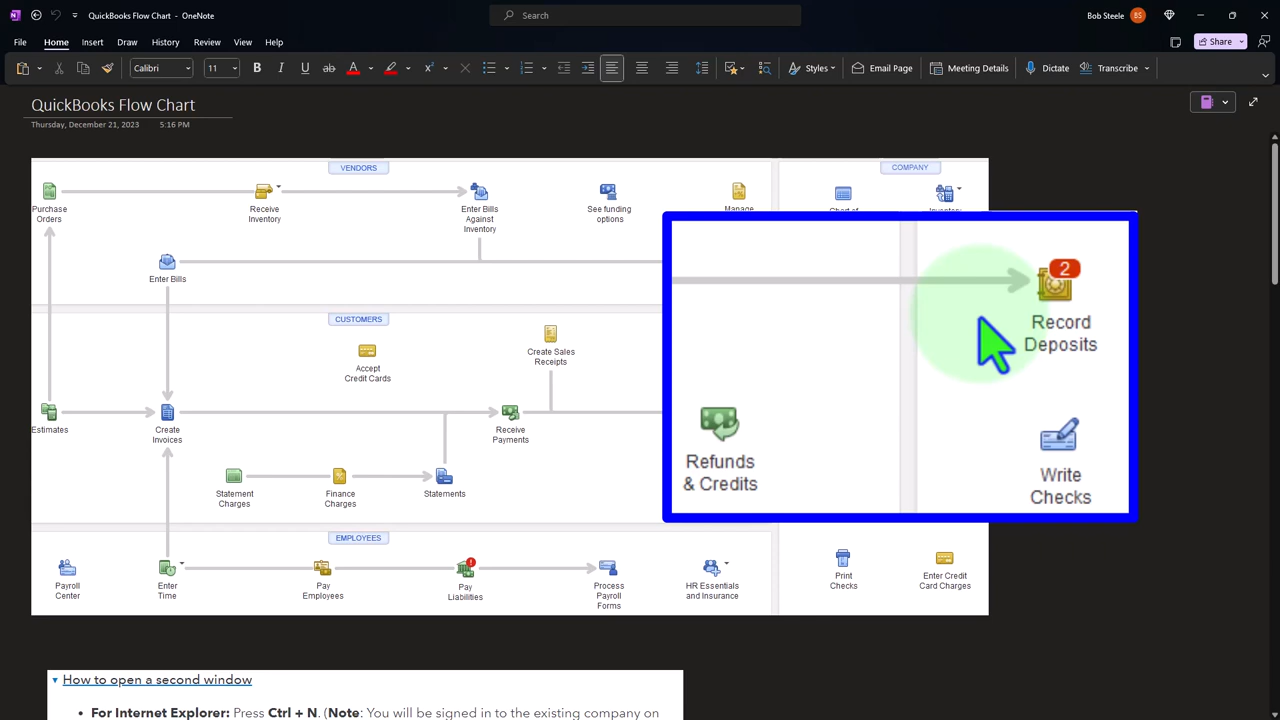 QuickBooks Flow Chart - OneNote
Search
Bob Steele
BS
File
Home
Insert
Draw
History
Review
View
Help
Share
Calibri
11
B
I
U
ab
A
Styles
Email Page
Meeting Details
Dictate
Transcribe
QuickBooks Flow Chart
Thursday, December 21, 2023
5:16 PM
VENDORS
COMPANY
Purchase
Orders
Receive
Inventory
Enter Bills
Against
Inventory
See funding
options
Manage
Chart of
Inventory
Enter Bills
CUSTOMERS
Accept
Credit Cards
Create Sales
Receipts
2
Record
Deposits
Estimates
Create
Invoices
Receive
Payments
Refunds
& Credits
Write
Checks
Statement
Charges
Finance
Charges
Statements
EMPLOYEES
Payroll
Center
Enter
Time
Pay
Employees
Pay
Liabilities
Process
Payroll
Forms
HR Essentials
and Insurance
Print
Checks
Enter Credit
Card Charges
How to open a second window
• For Internet Explorer: Press Ctrl + N. (Note: You will be signed in to the existing company on